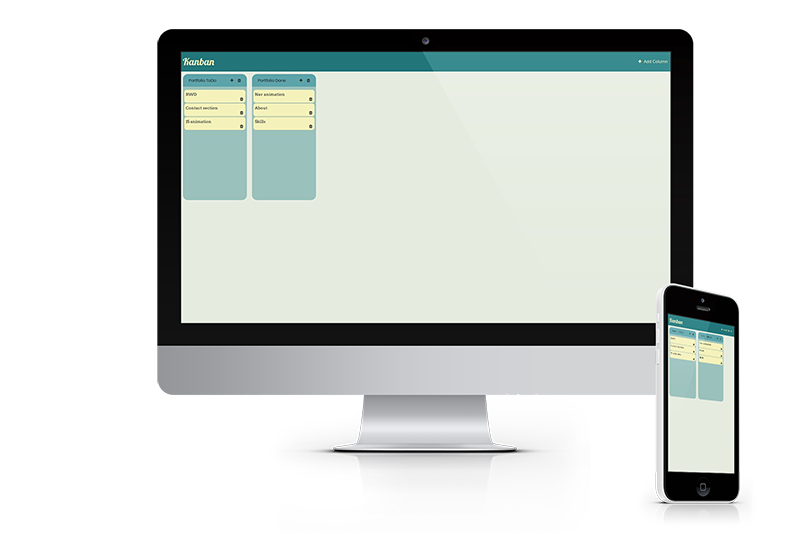 Kanban
+ Add Column
Portfolio ToDo
Portfolio Done
RWD
Nav animation
Contact section
About
JS animation
Skills
Kanban